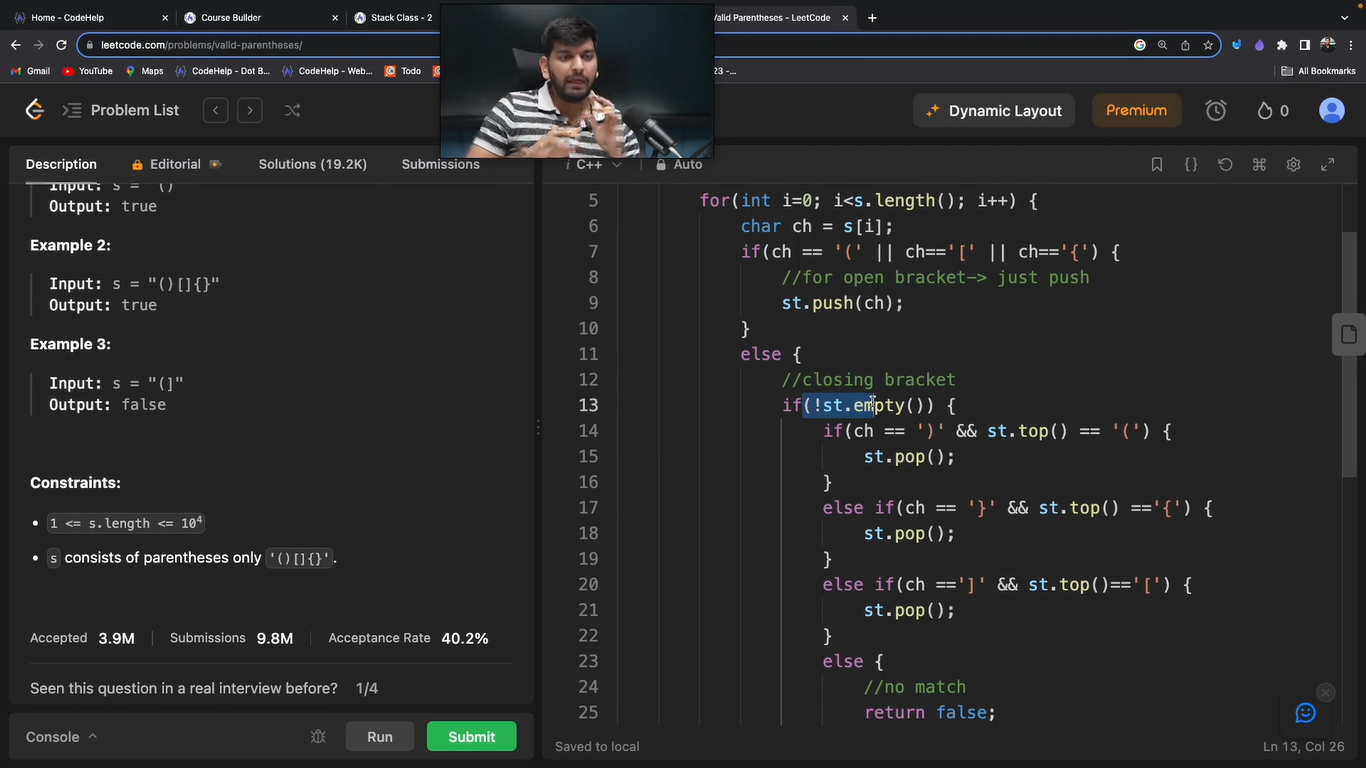 Home - CodeHelp
Course Builder
Stack Class - 2
Valid Parentheses - LeetCode
leetcode.com/problems/valid-parentheses/
Gmail
YouTube
Maps
CodeHelp - Dot B...
CodeHelp - Web...
Todo
23 -...
All Bookmarks
Problem List
Dynamic Layout
Premium
0
Description
Editorial
Solutions (19.2K)
Submissions
C++
Auto
Input: s = "()"
Output: true
Example 2:
Input: s = "()[]{}"
Output: true
Example 3:
Input: s = "(]"
Output: false
Constraints:
• 1 <= s.length <= 10⁴
• s consists of parentheses only '()[]{}'.
Accepted 3.9M Submissions 9.8M Acceptance Rate 40.2%
Seen this question in a real interview before? 1/4
Console
Run
Submit
5 for(int i=0; i<s.length(); i++) {
6 char ch = s[i];
7 if(ch == '(' || ch=='[' || ch=='{') {
8 //for open bracket-> just push
9 st.push(ch);
10 }
11 else {
12 //closing bracket
13 if(!st.empty()) {
14 if(ch == ')' && st.top() == '(') {
15 st.pop();
16 }
17 else if(ch == '}' && st.top() =='{') {
18 st.pop();
19 }
20 else if(ch ==']' && st.top()=='[') {
21 st.pop();
22 }
23 else {
24 //no match
25 return false;
Saved to local
Ln 13, Col 26